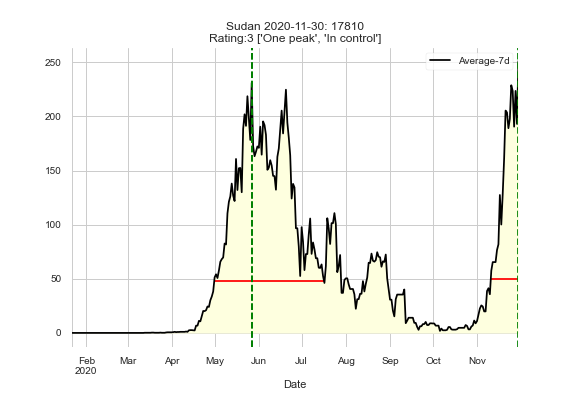 Sudan 2020-11-30: 17810
Rating:3 ['One peak', 'In control']
Average-7d
250
200
150
100
50
0
Feb Mar Apr May Jun Jul Aug Sep Oct Nov
2020
Date